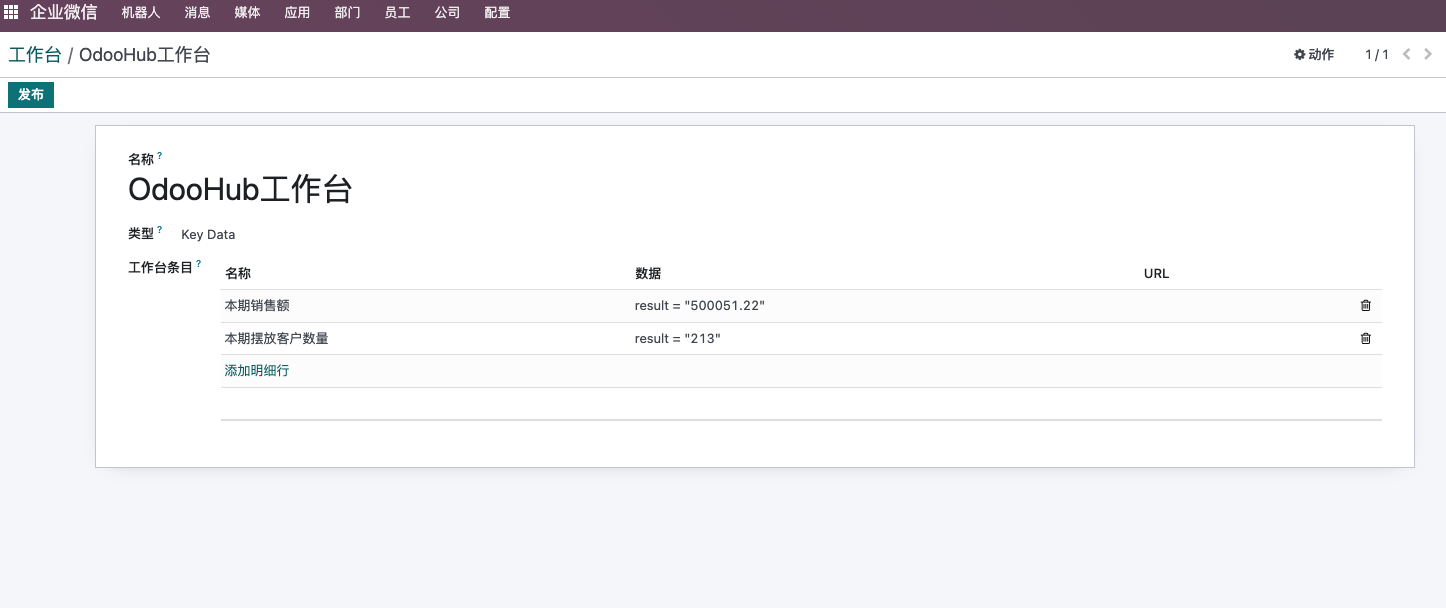 企业微信 机器人 消息 媒体 应用 部门 员工 公司 配置
工作台 / OdooHub工作台 动作 1 / 1
发布
名称 ?
OdooHub工作台
类型 ? Key Data
工作台条目 ? 名称 数据 URL
本期销售额 result = "500051.22"
本期摆放客户数量 result = "213"
添加明细行